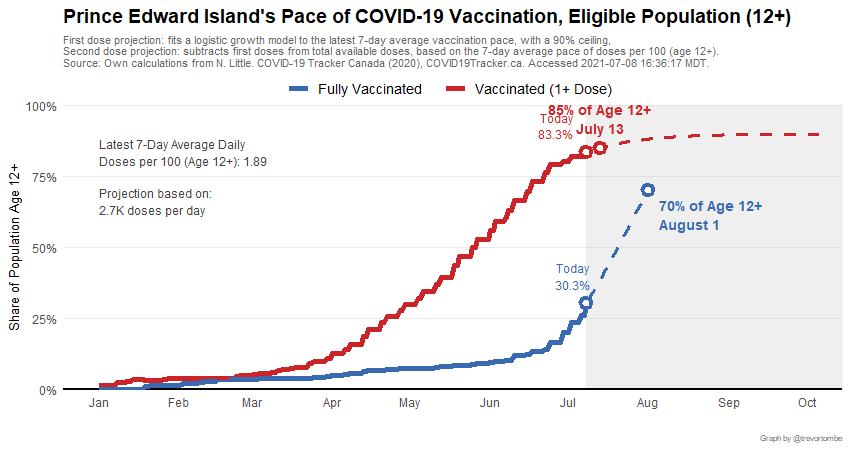 Prince Edward Island's Pace of COVID-19 Vaccination, Eligible Population (12+)
First dose projection: fits a logistic growth model to the latest 7-day average vaccination pace, with a 90% ceiling,
Second dose projection: subtracts first doses from total available doses, based on the 7-day average pace of doses per 100 (age 12+).
Source: Own calculations from N. Little. COVID-19 Tracker Canada (2020), COVID19Tracker.ca. Accessed 2021-07-08 16:36:17 MDT.
Fully Vaccinated
Vaccinated (1+ Dose)
Share of Population Age 12+
100%
75%
50%
25%
0%
Latest 7-Day Average Daily
Doses per 100 (Age 12+): 1.89
Projection based on:
2.7K doses per day
85% of Age 12+
July 13
Today
83.3%
70% of Age 12+
August 1
Today
30.3%
Jan
Feb
Mar
Apr
May
Jun
Jul
Aug
Sep
Oct
Graph by @trevortombe